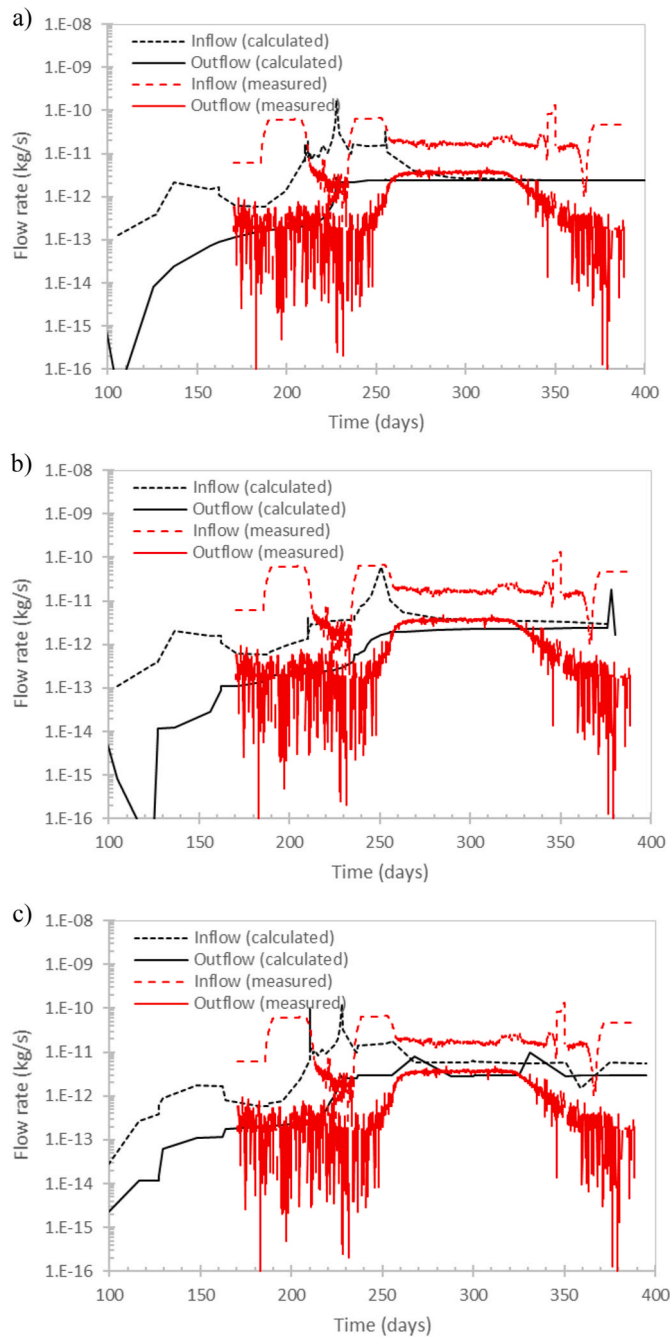 a)
1.E-08
1.E-09
1.E-10
1.E-11
1.E-12
1.E-13
1.E-14
1.E-15
1.E-16
Flow rate (kg/s)
Inflow (calculated)
Outflow (calculated)
Inflow (measured)
Outflow (measured)
100 150 200 250 300 350 400
Time (days)
b)
1.E-08
1.E-09
1.E-10
1.E-11
1.E-12
1.E-13
1.E-14
1.E-15
1.E-16
Flow rate (kg/s)
Inflow (calculated)
Outflow (calculated)
Inflow (measured)
Outflow (measured)
100 150 200 250 300 350 400
Time (days)
c)
1.E-08
1.E-09
1.E-10
1.E-11
1.E-12
1.E-13
1.E-14
1.E-15
1.E-16
Flow rate (kg/s)
Inflow (calculated)
Outflow (calculated)
Inflow (measured)
Outflow (measured)
100 150 200 250 300 350 400
Time (days)